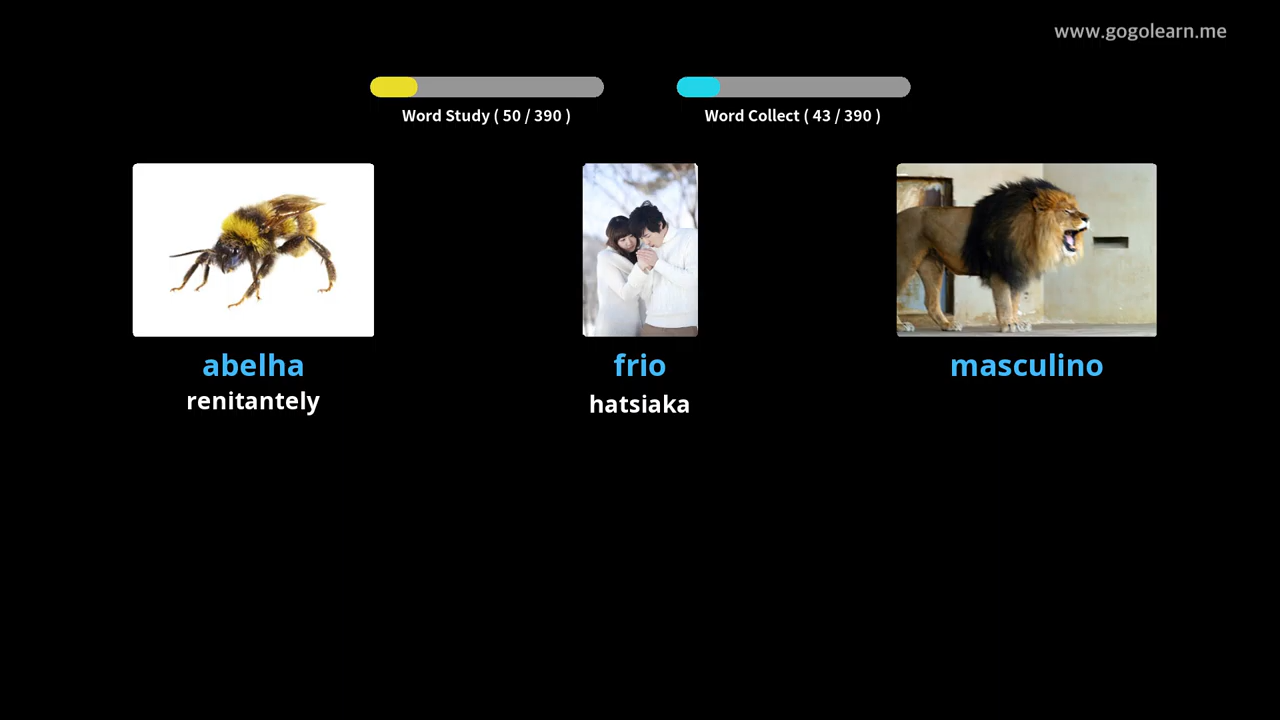 www.gogolearn.me
Word Study ( 50 / 390 )
Word Collect ( 43 / 390 )
abelha
renitantely
frio
hatsiaka
masculino